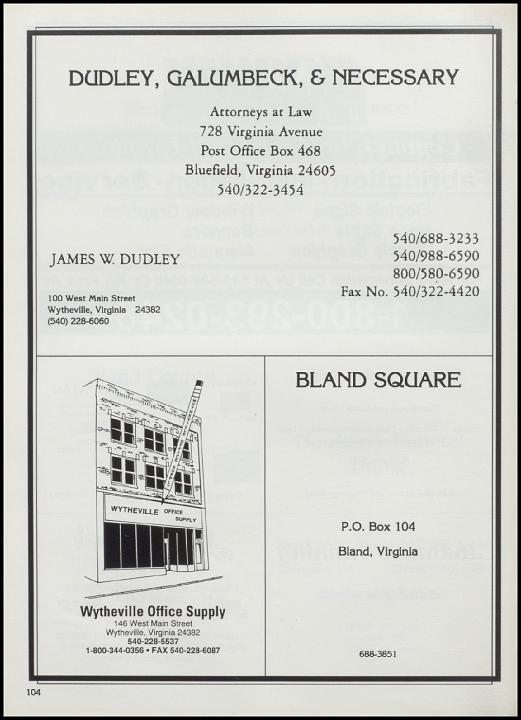 DUDLEY, GALUMBECK, & NECESSARY
Attorneys at Law
728 Virginia Avenue
Post Office Box 468
Bluefield, Virginia 24605
540/322-3454
JAMES W. DUDLEY
100 West Main Street
Wytheville, Virginia 24382
(540) 228-6060
540/688-3233
540/988-6590
800/580-6590
Fax No. 540/322-4420
WYTHEVILLE OFFICE
SUPPLY
Wytheville Office Supply
146 West Main Street
Wytheville, Virginia 24382
540-228-5537
1-800-344-0356 • FAX 540-228-6087
BLAND SQUARE
P.O. Box 104
Bland, Virginia
688-3851
104